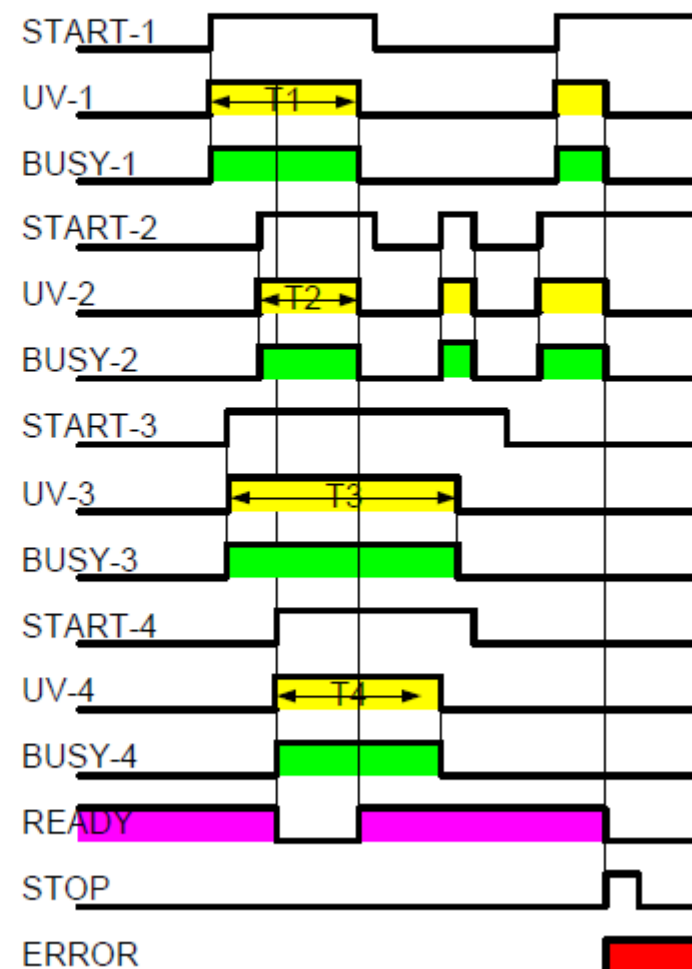 START-1
UV-1
T1
BUSY-1
START-2
UV-2
T2
BUSY-2
START-3
UV-3
T3
BUSY-3
START-4
UV-4
T4
BUSY-4
READY
STOP
ERROR